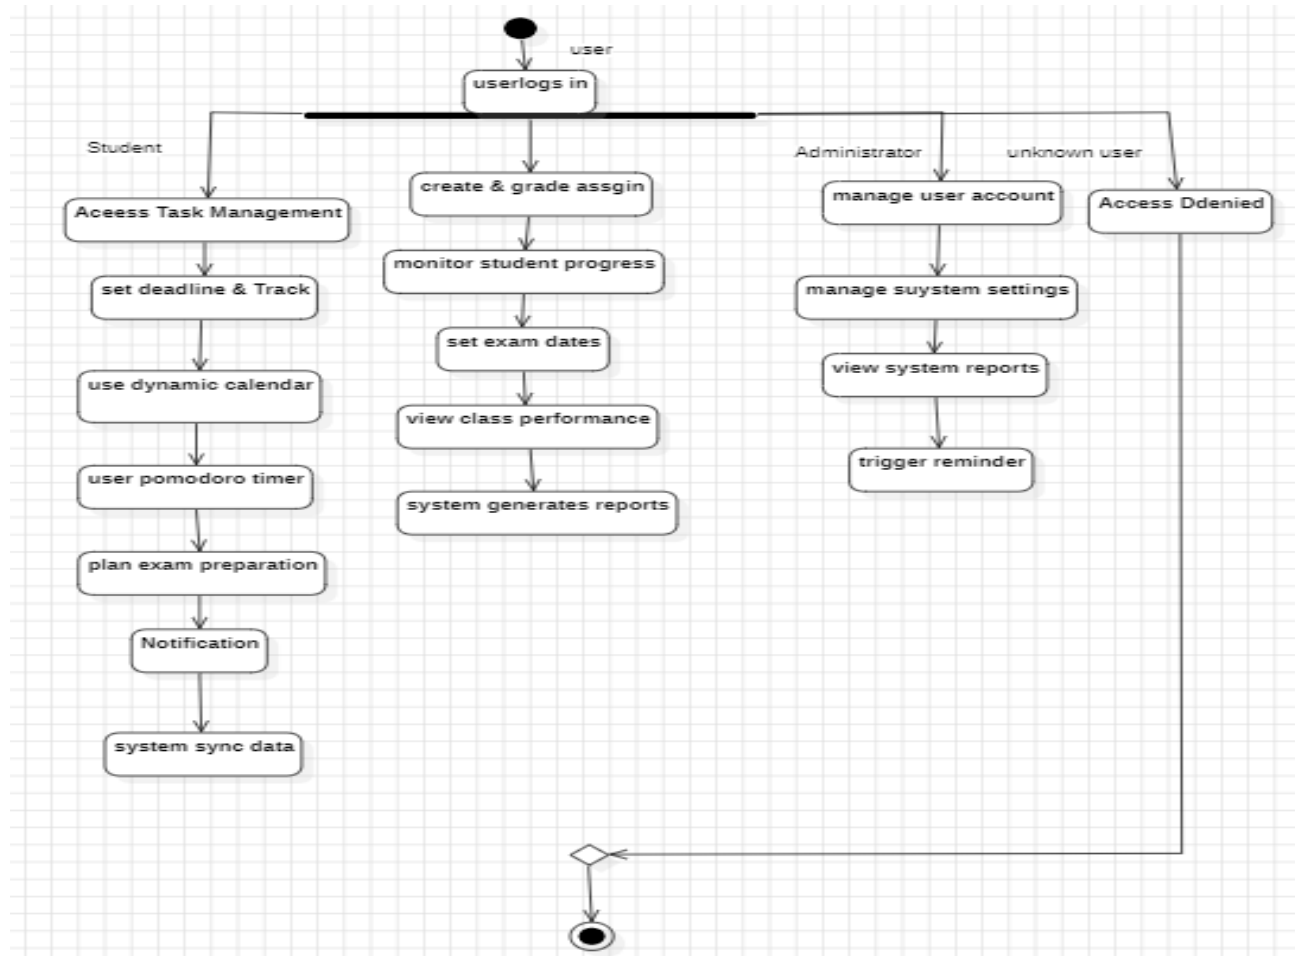 user
userlogs in
Student
Administrator
unknown user
create & grade assgin
manage user account
Access Ddenied
Aceess Task Management
monitor student progress
set deadline & Track
manage suystem settings
set exam dates
view system reports
use dynamic calendar
view class performance
trigger reminder
user pomodoro timer
system generates reports
plan exam preparation
Notification
system sync data